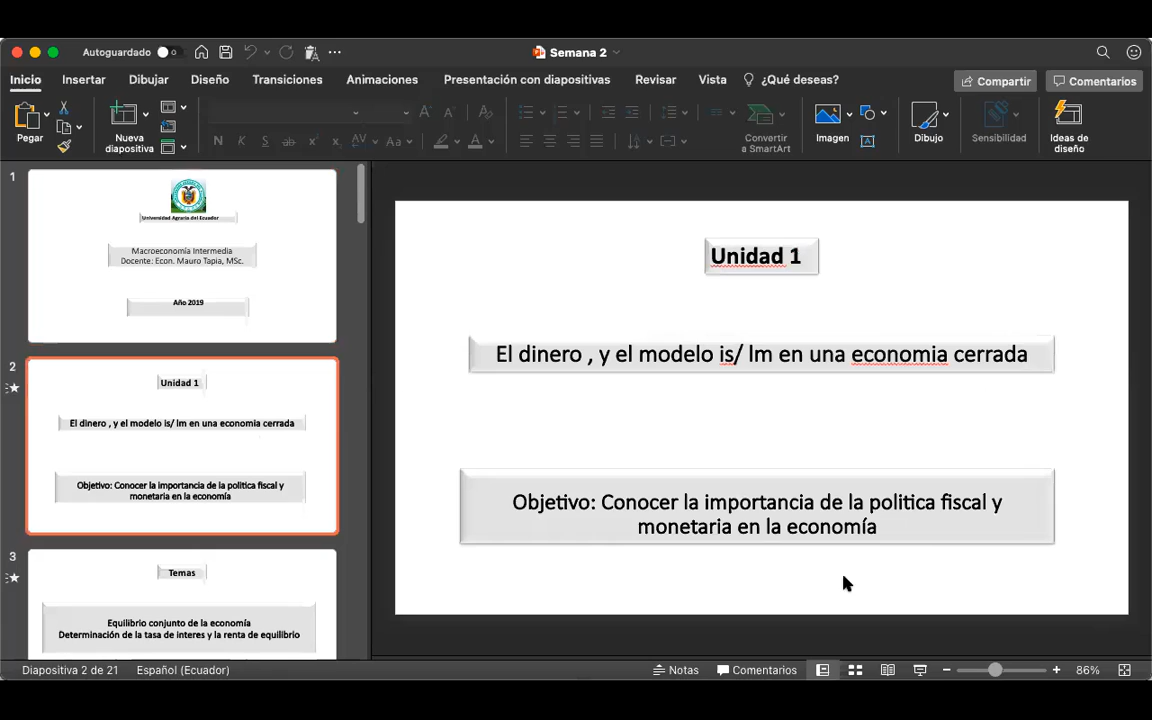 Autoguardado
Semana 2
Inicio Insertar Dibujar Diseño Transiciones Animaciones Presentación con diapositivas Revisar Vista ¿Qué deseas? Compartir Comentarios
Pegar
Nueva diapositiva
N K S ab x² x₂ AV Aa A A
Convertir a SmartArt
Imagen
Dibujo
Sensibilidad
Ideas de diseño
1
Universidad Agraria del Ecuador
Macroeconomía Intermedia
Docente: Econ. Mauro Tapia, MSc.
Año 2019
2
Unidad 1
El dinero , y el modelo is/ lm en una economia cerrada
Objetivo: Conocer la importancia de la politica fiscal y
monetaria en la economía
3
Temas
Equilibrio conjunto de la economía
Determinación de la tasa de interes y la renta de equilibrio
Unidad 1
El dinero , y el modelo is/ lm en una economia cerrada
Objetivo: Conocer la importancia de la politica fiscal y
monetaria en la economía
Diapositiva 2 de 21 Español (Ecuador) Notas Comentarios 86%